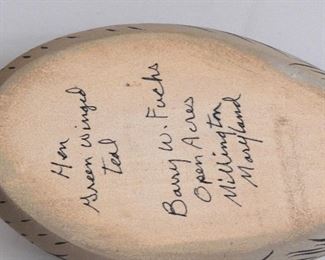 Hen
Green winged
teal
Barry W. Fuchs
Open Acres
Millington
Maryland